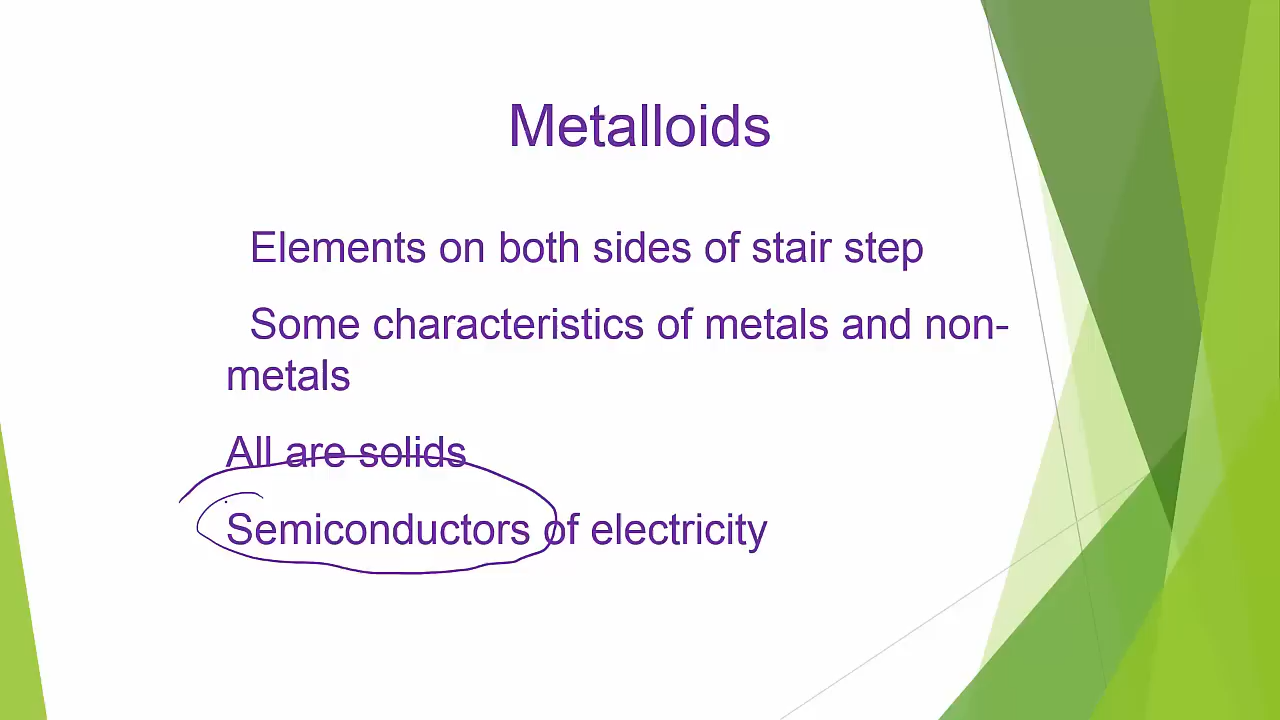 Metalloids
Elements on both sides of stair step
Some characteristics of metals and non-
metals
All are solids
Semiconductors of electricity